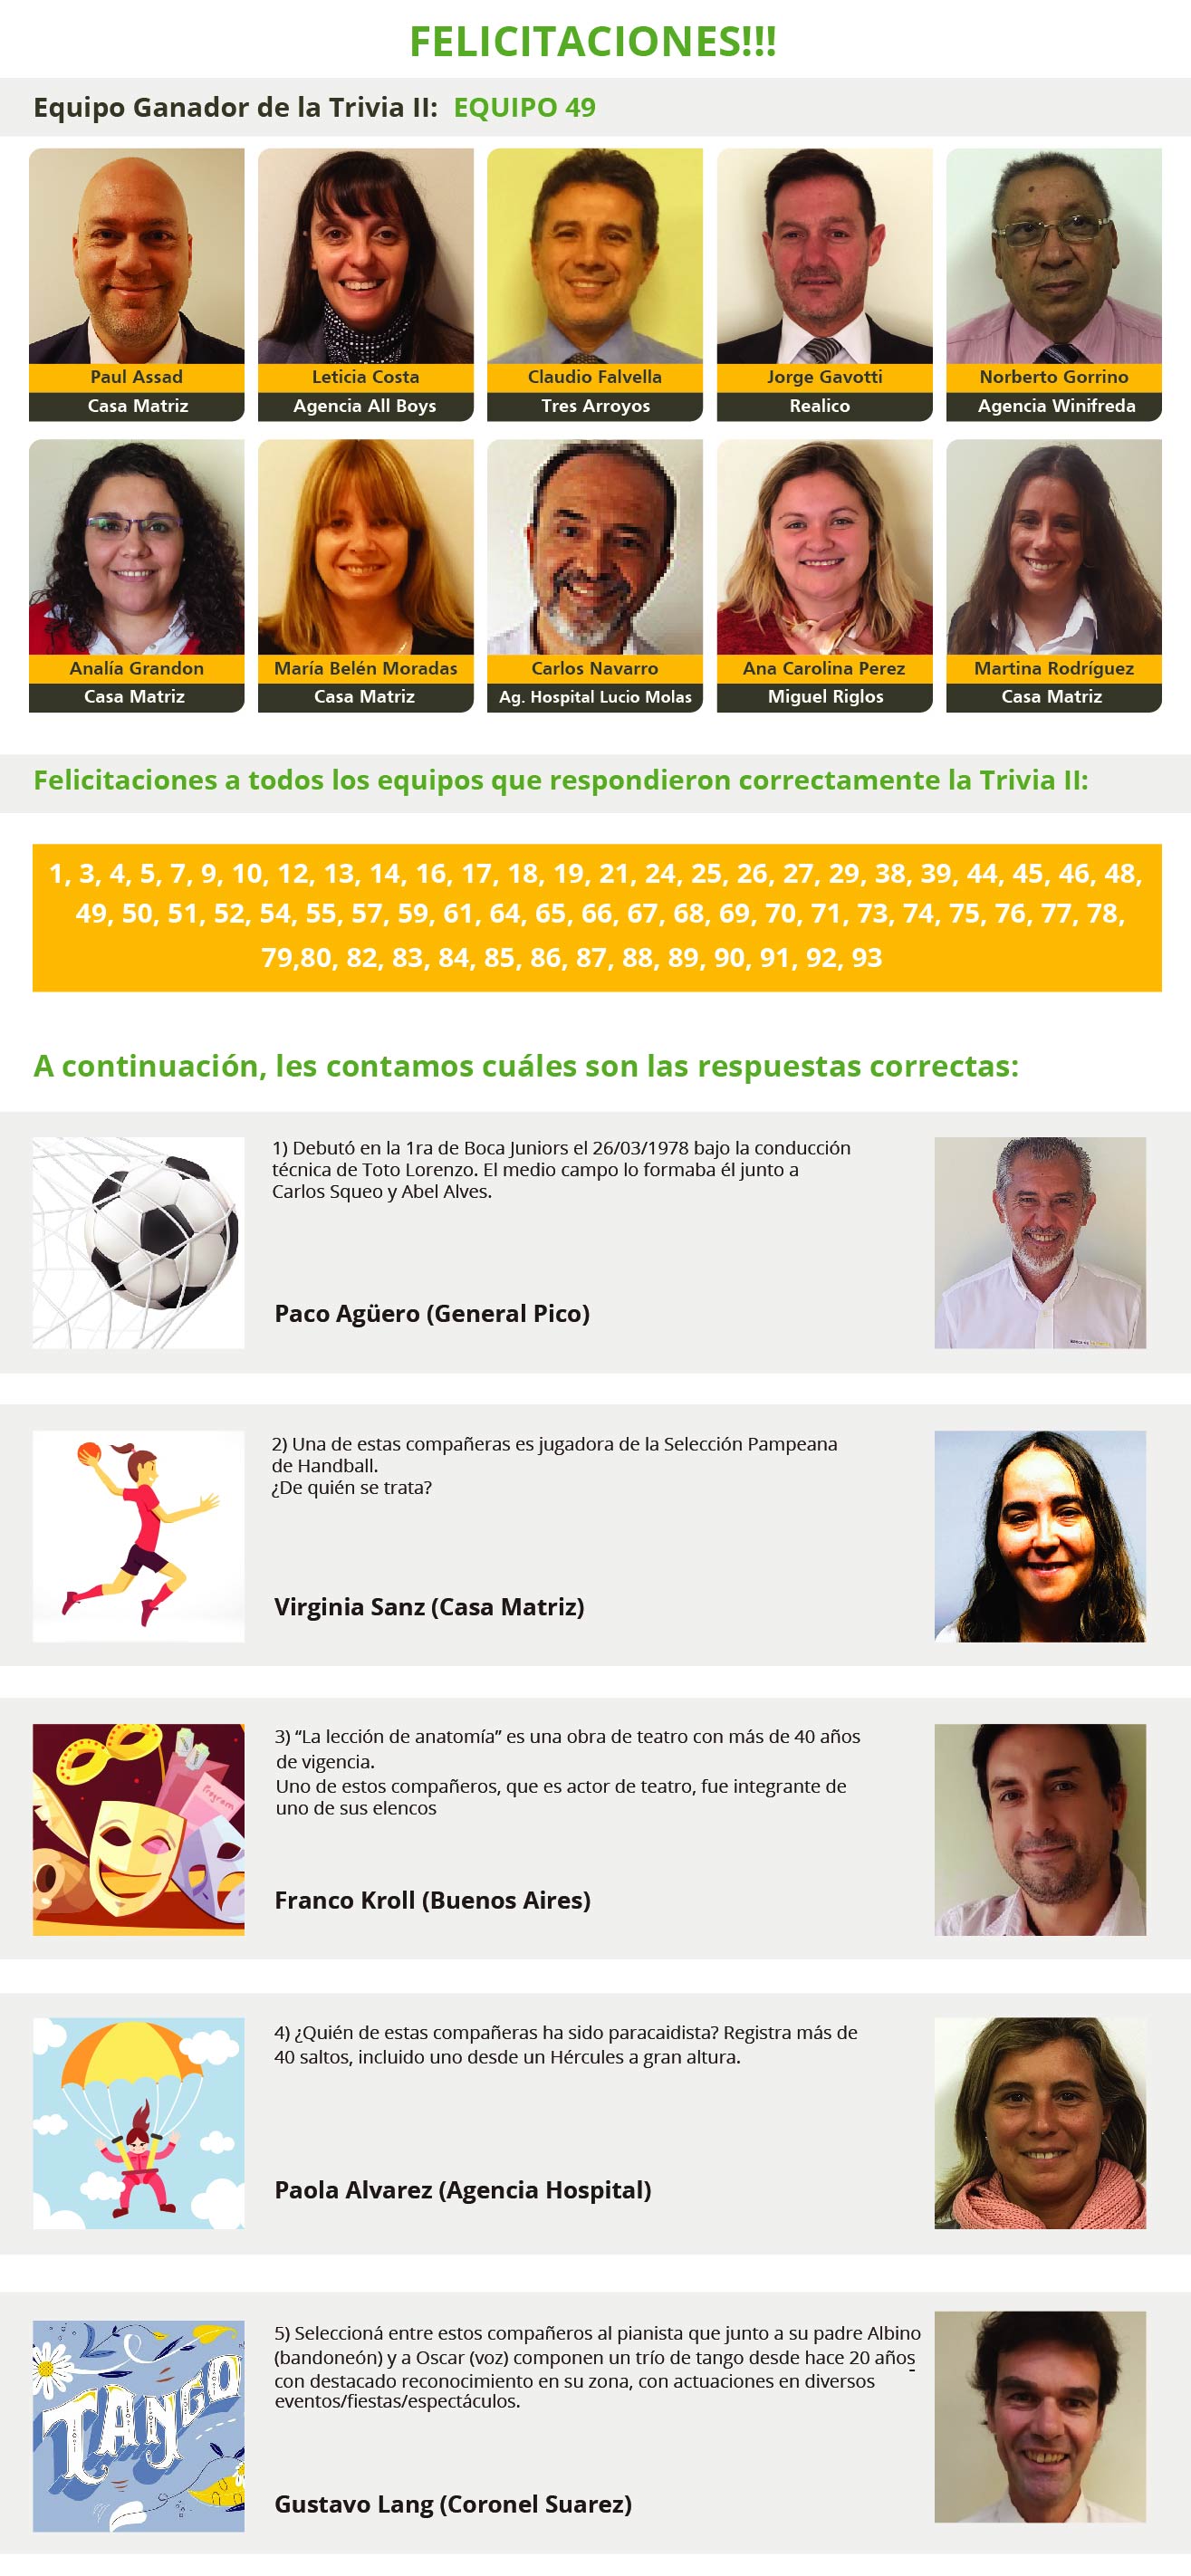 FELICITACIONES!!!
Equipo Ganador de la Trivia II: EQUIPO 49
Paul Assad
Casa Matriz
Leticia Costa
Agencia All Boys
Claudio Falvella
Tres Arroyos
Jorge Gavotti
Realico
Norberto Gorrino
Agencia Winifreda
Analía Grandon
Casa Matriz
María Belén Moradas
Casa Matriz
Carlos Navarro
Ag. Hospital Lucio Molas
Ana Carolina Perez
Miguel Riglos
Martina Rodríguez
Casa Matriz
Felicitaciones a todos los equipos que respondieron correctamente la Trivia II:
1, 3, 4, 5, 7, 9, 10, 12, 13, 14, 16, 17, 18, 19, 21, 24, 25, 26, 27, 29, 38, 39, 44, 45, 46, 48,
49, 50, 51, 52, 54, 55, 57, 59, 61, 64, 65, 66, 67, 68, 69, 70, 71, 73, 74, 75, 76, 77, 78,
79,80, 82, 83, 84, 85, 86, 87, 88, 89, 90, 91, 92, 93
A continuación, les contamos cuáles son las respuestas correctas:
1) Debutó en la 1ra de Boca Juniors el 26/03/1978 bajo la conducción
técnica de Toto Lorenzo. El medio campo lo formaba él junto a
Carlos Squeo y Abel Alves.
Paco Agüero (General Pico)
2) Una de estas compañeras es jugadora de la Selección Pampeana
de Handball.
¿De quién se trata?
Virginia Sanz (Casa Matriz)
3) “La lección de anatomía” es una obra de teatro con más de 40 años
de vigencia.
Uno de estos compañeros, que es actor de teatro, fue integrante de
uno de sus elencos
Program
Franco Kroll (Buenos Aires)
4) ¿Quién de estas compañeras ha sido paracaidista? Registra más de
40 saltos, incluido uno desde un Hércules a gran altura.
Paola Alvarez (Agencia Hospital)
5) Seleccioná entre estos compañeros al pianista que junto a su padre Albino
(bandoneón) y a Oscar (voz) componen un trío de tango desde hace 20 años
con destacado reconocimiento en su zona, con actuaciones en diversos
eventos/fiestas/espectáculos.
TANGO
Gustavo Lang (Coronel Suarez)